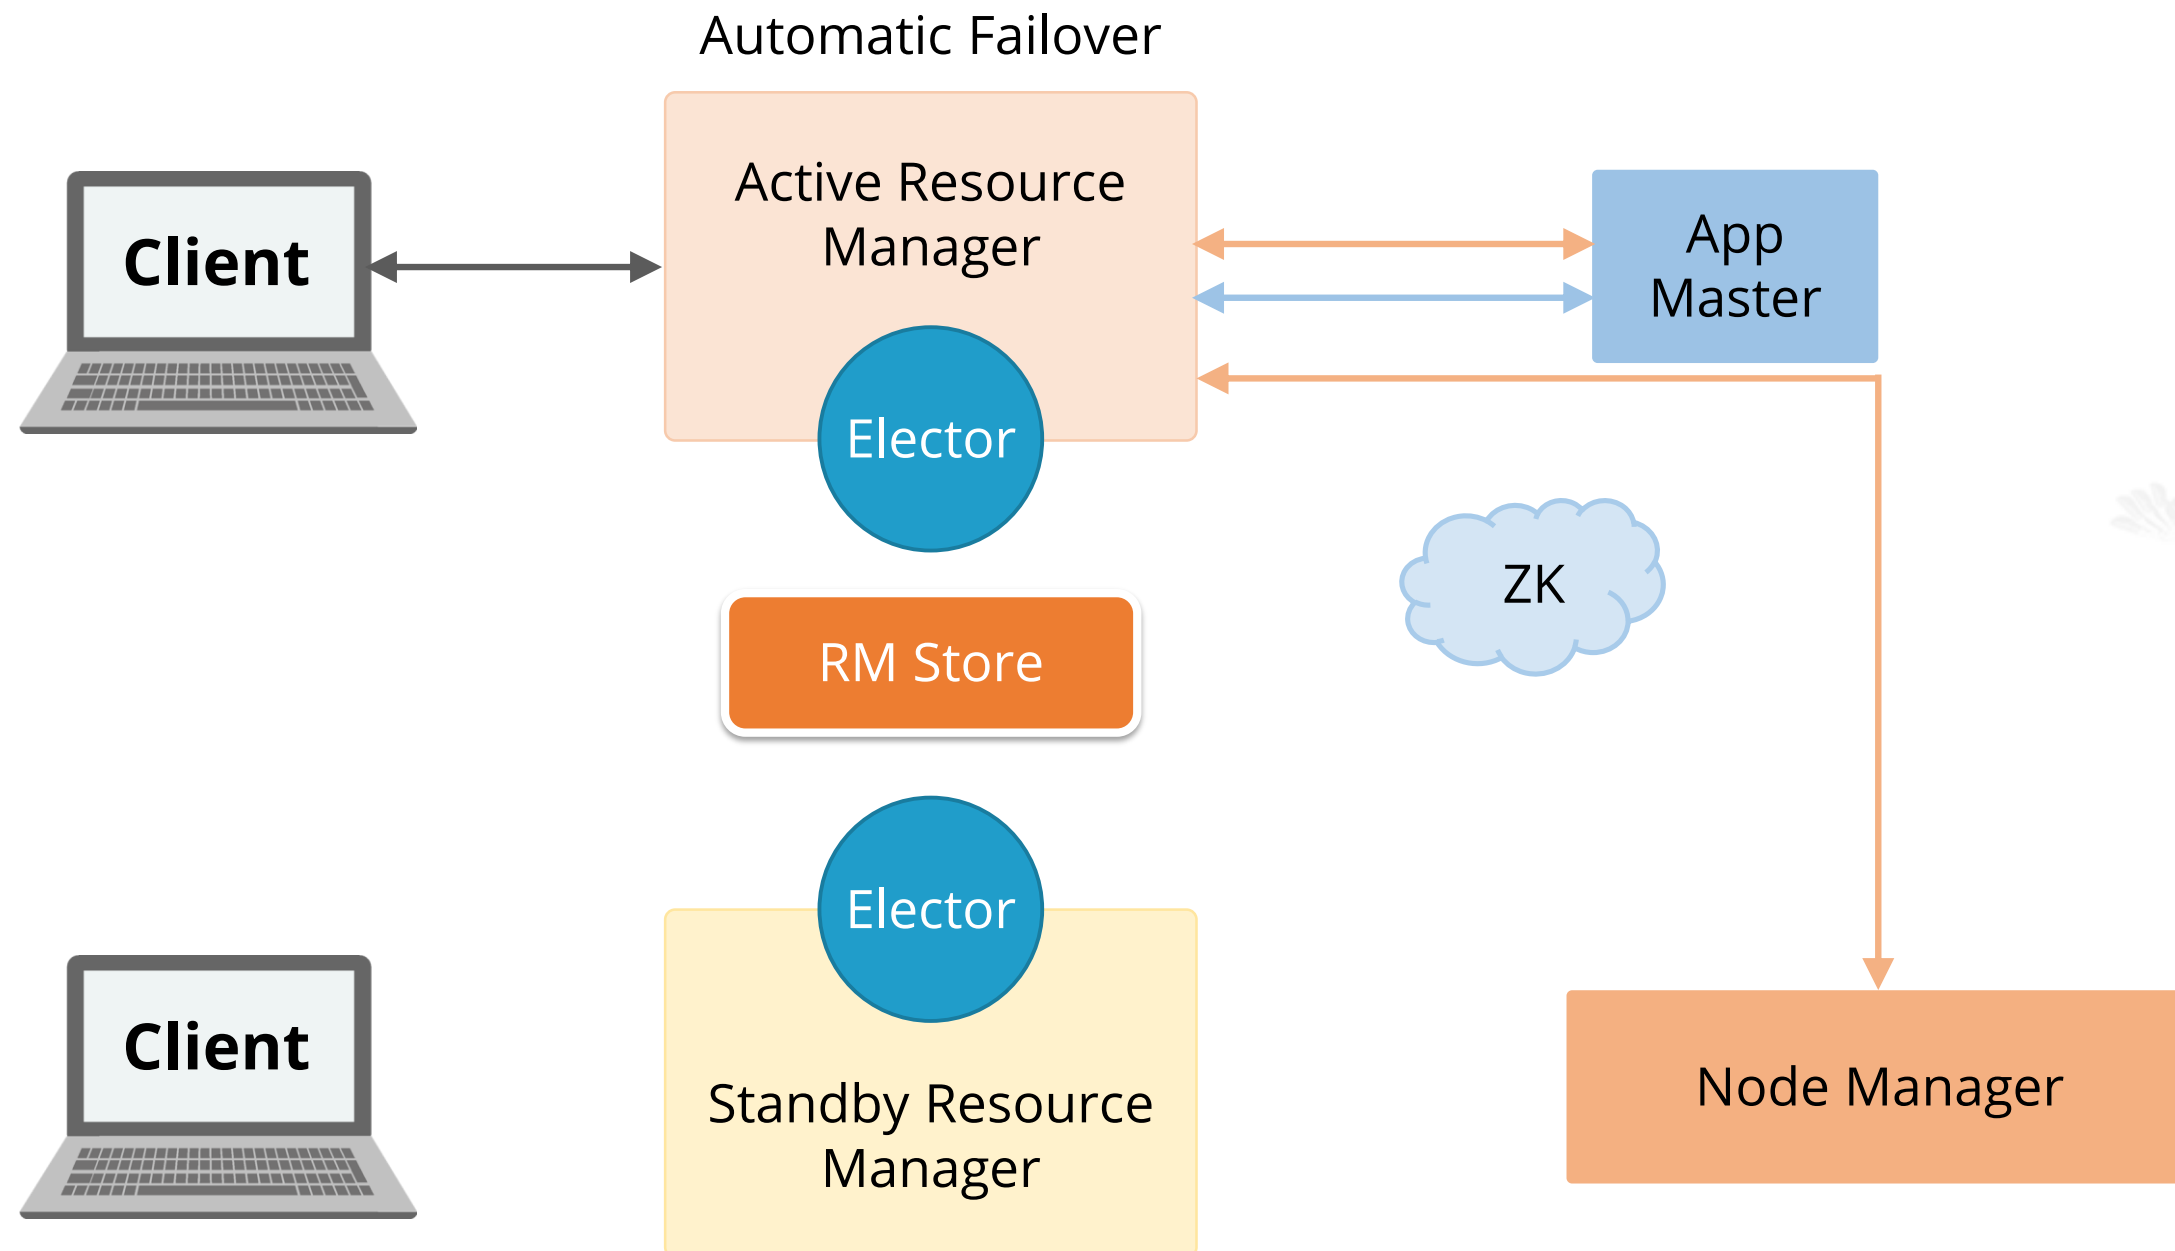 Automatic Failover
Active Resource
Manager
Client
App
Master
Elector
ZK
RM Store
Elector
Client
Standby Resource
Manager
Node Manager